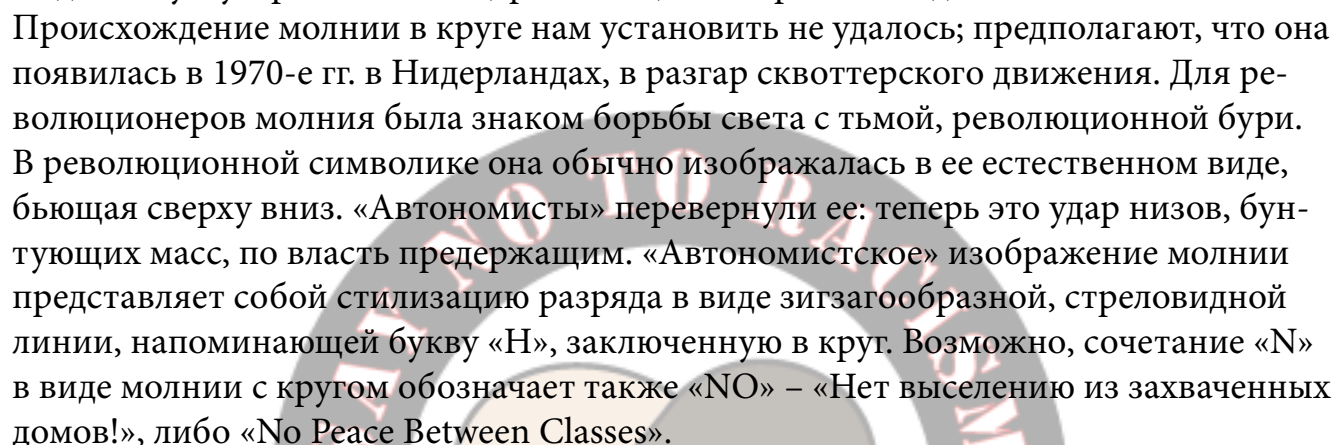 Происхождение молнии в круге нам установить не удалось; предполагают, что она
появилась в 1970-е гг. в Нидерландах, в разгар сквоттерского движения. Для ре-
волюционеров молния была знаком борьбы света с тьмой, революционной бури.
В революционной символике она обычно изображалась в ее естественном виде,
бьющая сверху вниз. «Автономисты» перевернули ее: теперь это удар низов, бун-
тующих масс, по власть предержащим. «Автономистское» изображение молнии
представляет собой стилизацию разряда в виде зигзагообразной, стреловидной
линии, напоминающей букву «Н», заключенную в круг. Возможно, сочетание «N»
в виде молнии с кругом обозначает также «NO» – «Нет выселению из захваченных
домов!», либо «No Peace Between Classes».
AY NO TO RACISM